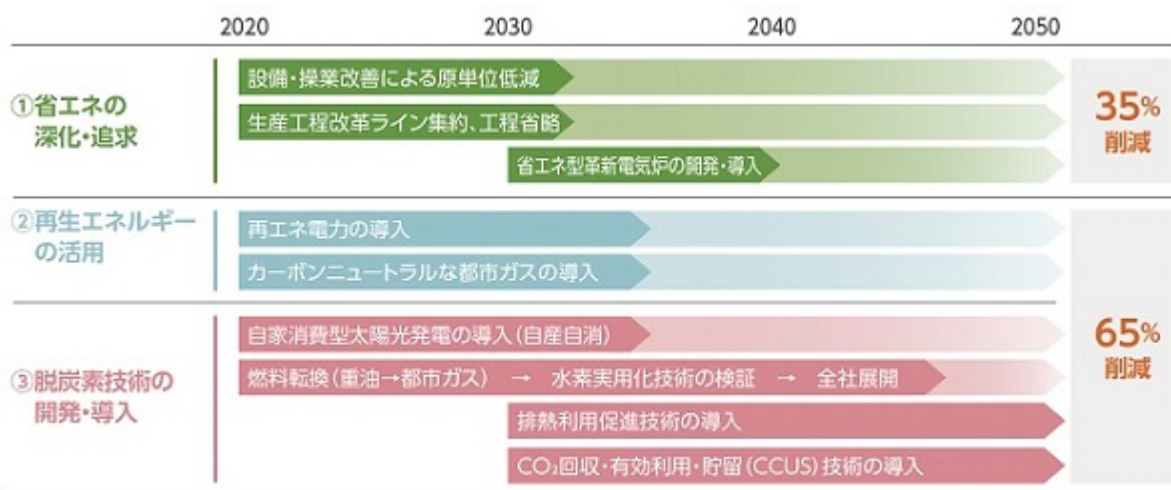 2020 2030 2040 2050
①省エネの
深化・追求
設備・操業改善による原単位低減
生産工程改革ライン集約、工程省略
省エネ型革新電気炉の開発・導入
35%
削減
②再生エネルギー
の活用
再エネ電力の導入
カーボンニュートラルな都市ガスの導入
③脱炭素技術の
開発・導入
自家消費型太陽光発電の導入(自産自消)
燃料転換(重油→都市ガス) → 水素実用化技術の検証 → 全社展開
排熱利用促進技術の導入
CO₂回収・有効利用・貯留(CCUS)技術の導入
65%
削減